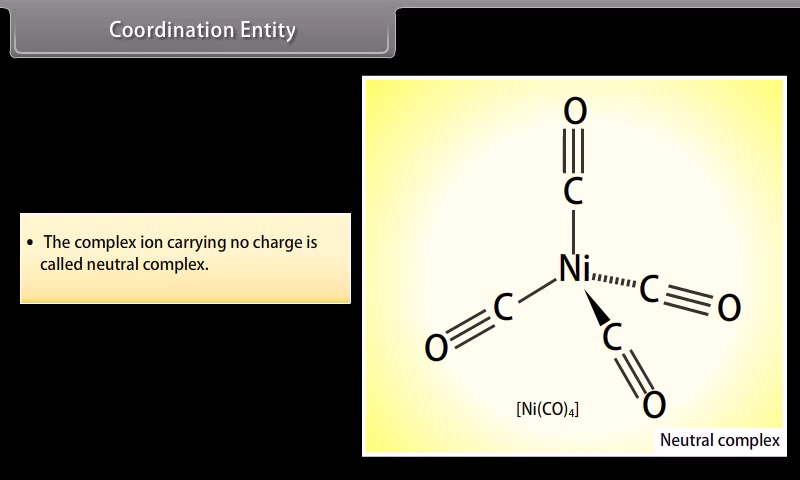 Coordination Entity
• The complex ion carrying no charge is
called neutral complex.
O
C
Ni
C
O
C
O
C
O
[Ni(CO)₄]
Neutral complex